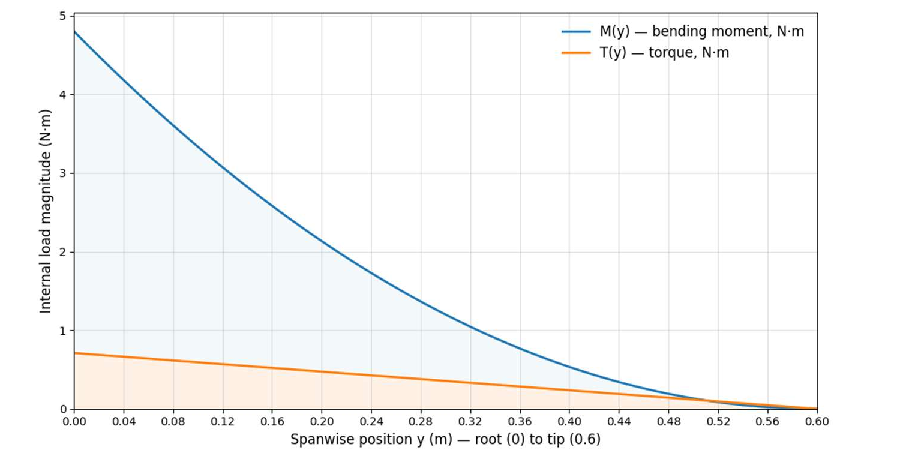 5
4
3
2
1
0
Internal load magnitude (N·m)
M(y) — bending moment, N·m
T(y) — torque, N·m
0.00 0.04 0.08 0.12 0.16 0.20 0.24 0.28 0.32 0.36 0.40 0.44 0.48 0.52 0.56 0.60
Spanwise position y (m) — root (0) to tip (0.6)